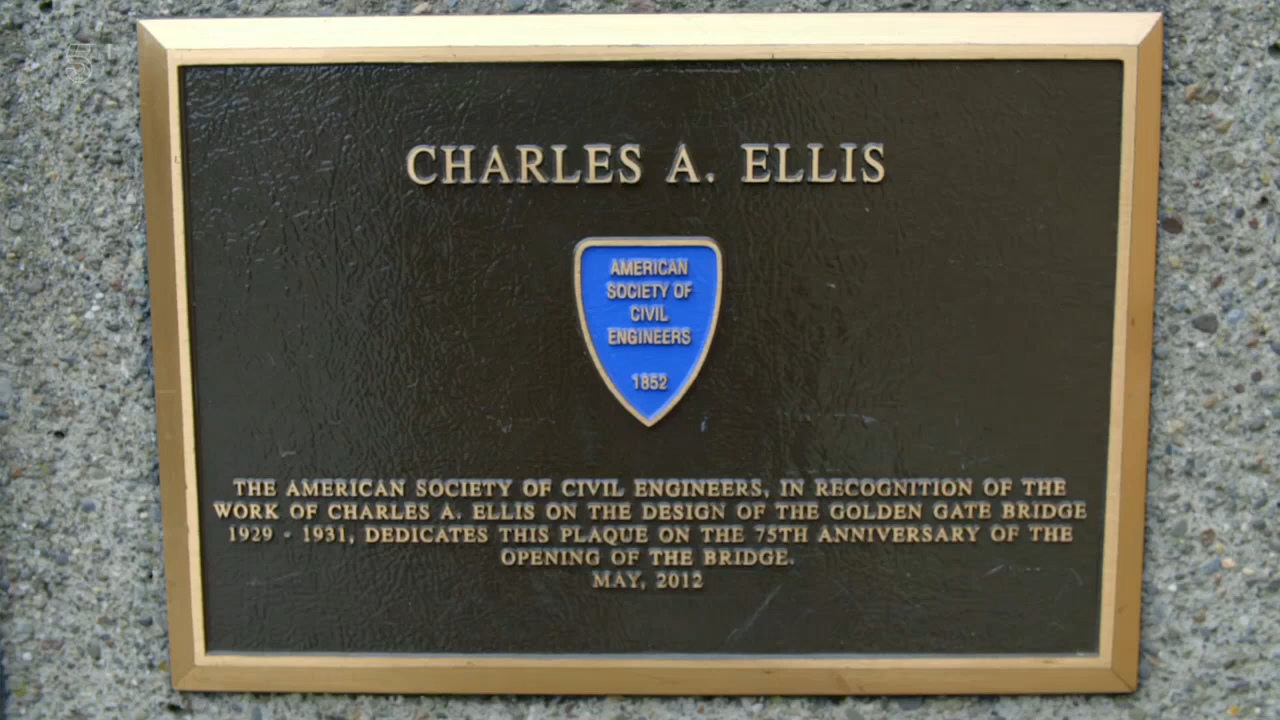 5
CHARLES A. ELLIS
AMERICAN
SOCIETY OF
CIVIL
ENGINEERS
1852
THE AMERICAN SOCIETY OF CIVIL ENGINEERS, IN RECOGNITION OF THE
WORK OF CHARLES A. ELLIS ON THE DESIGN OF THE GOLDEN GATE BRIDGE
1929 - 1931, DEDICATES THIS PLAQUE ON THE 75TH ANNIVERSARY OF THE
OPENING OF THE BRIDGE.
MAY, 2012